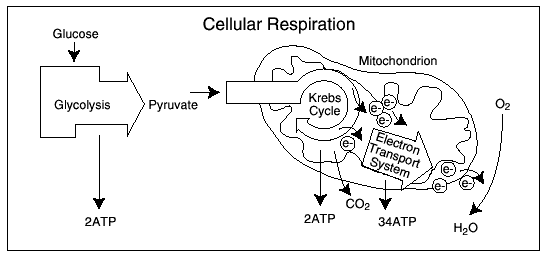 Cellular Respiration
Glucose
Mitochondrion
Glycolysis
Pyruvate
Krebs
Cycle
O2
e-
e-
e-
e-
Electron
Transport
System
e-
e-
e-
2ATP
2ATP
CO2
34ATP
H2O